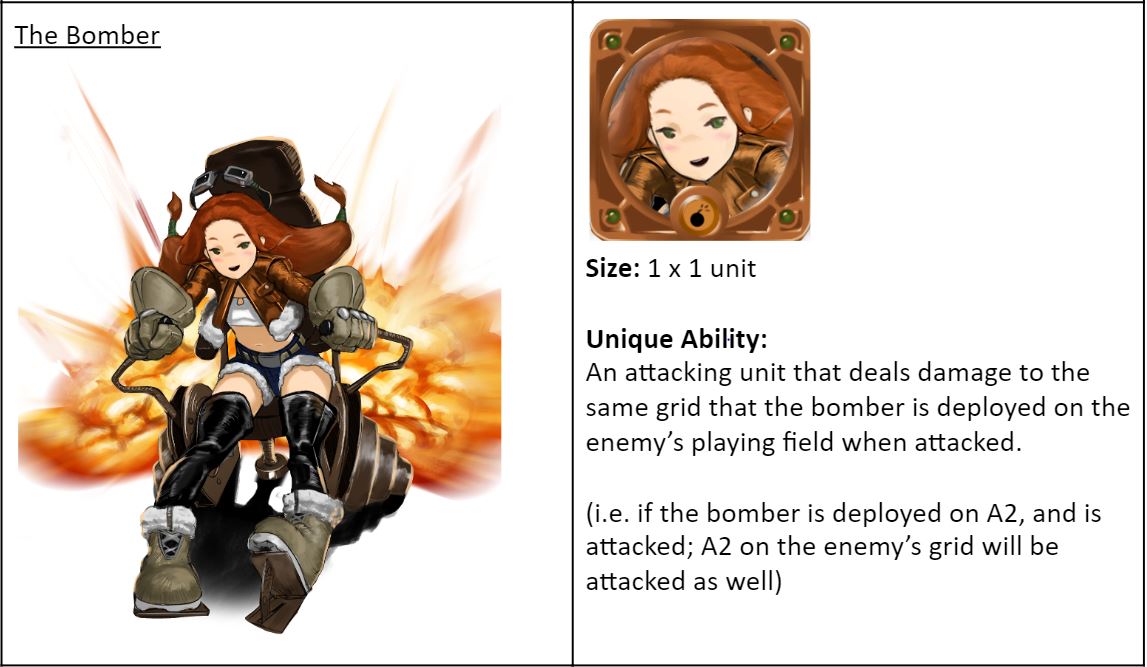 The Bomber
Size: 1 x 1 unit
Unique Ability:
An attacking unit that deals damage to the
same grid that the bomber is deployed on the
enemy’s playing field when attacked.
(i.e. if the bomber is deployed on A2, and is
attacked; A2 on the enemy’s grid will be
attacked as well)